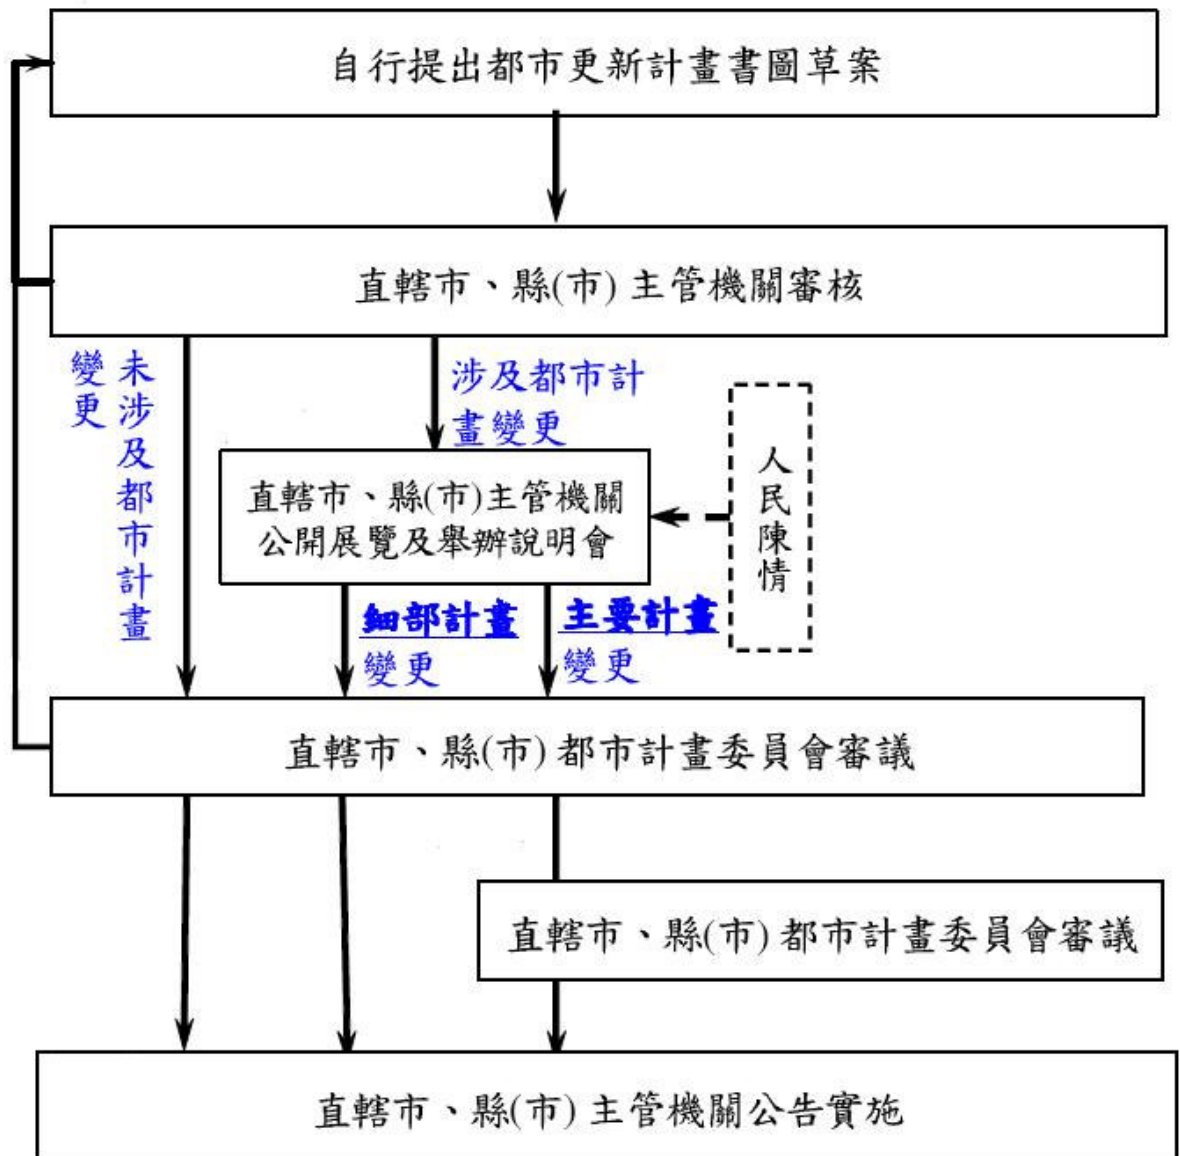 自行提出都市更新計畫書圖草案
直轄市、縣(市)主管機關審核
未涉及都市計畫
變更
涉及都市計
畫變更
人民陳情
直轄市、縣(市)主管機關
公開展覽及舉辦說明會
細部計畫
變更
主要計畫
變更
直轄市、縣(市)都市計畫委員會審議
直轄市、縣(市)都市計畫委員會審議
直轄市、縣(市)主管機關公告實施